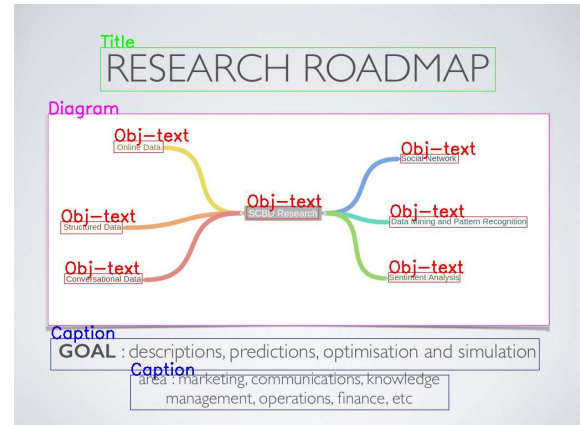 Title
RESEARCH ROADMAP
Diagram
Obj-text
Online Data
Obj-text
Social Network
Obj-text
SCBD Research
Obj-text
Structured Data
Obj-text
Data Mining and Pattern Recognition
Obj-text
Conversational Data
Obj-text
Sentiment Analysis
Caption
GOAL : descriptions, predictions, optimisation and simulation
Caption
area : marketing, communications, knowledge
management, operations, finance, etc